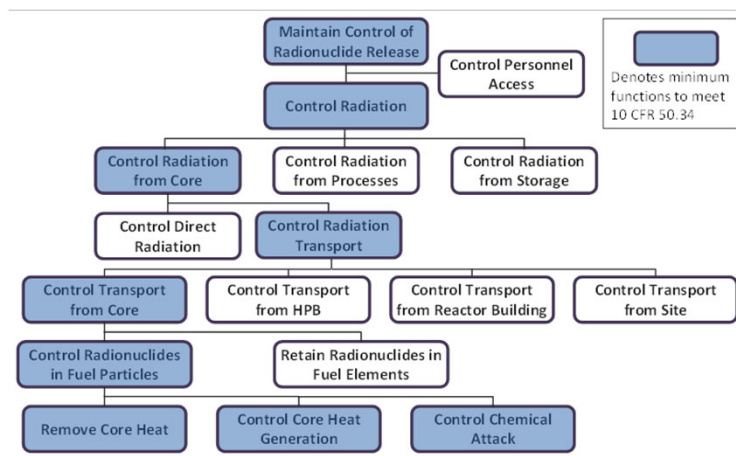 Maintain Control of
Radionuclide Release
Control Personnel
Access
Denotes minimum
functions to meet
10 CFR 50.34
Control Radiation
Control Radiation
from Core
Control Radiation
from Processes
Control Radiation
from Storage
Control Direct
Radiation
Control Radiation
Transport
Control Transport
from Core
Control Transport
from HPB
Control Transport
from Reactor Building
Control Transport
from Site
Control Radionuclides
in Fuel Particles
Retain Radionuclides in
Fuel Elements
Remove Core Heat
Control Core Heat
Generation
Control Chemical
Attack